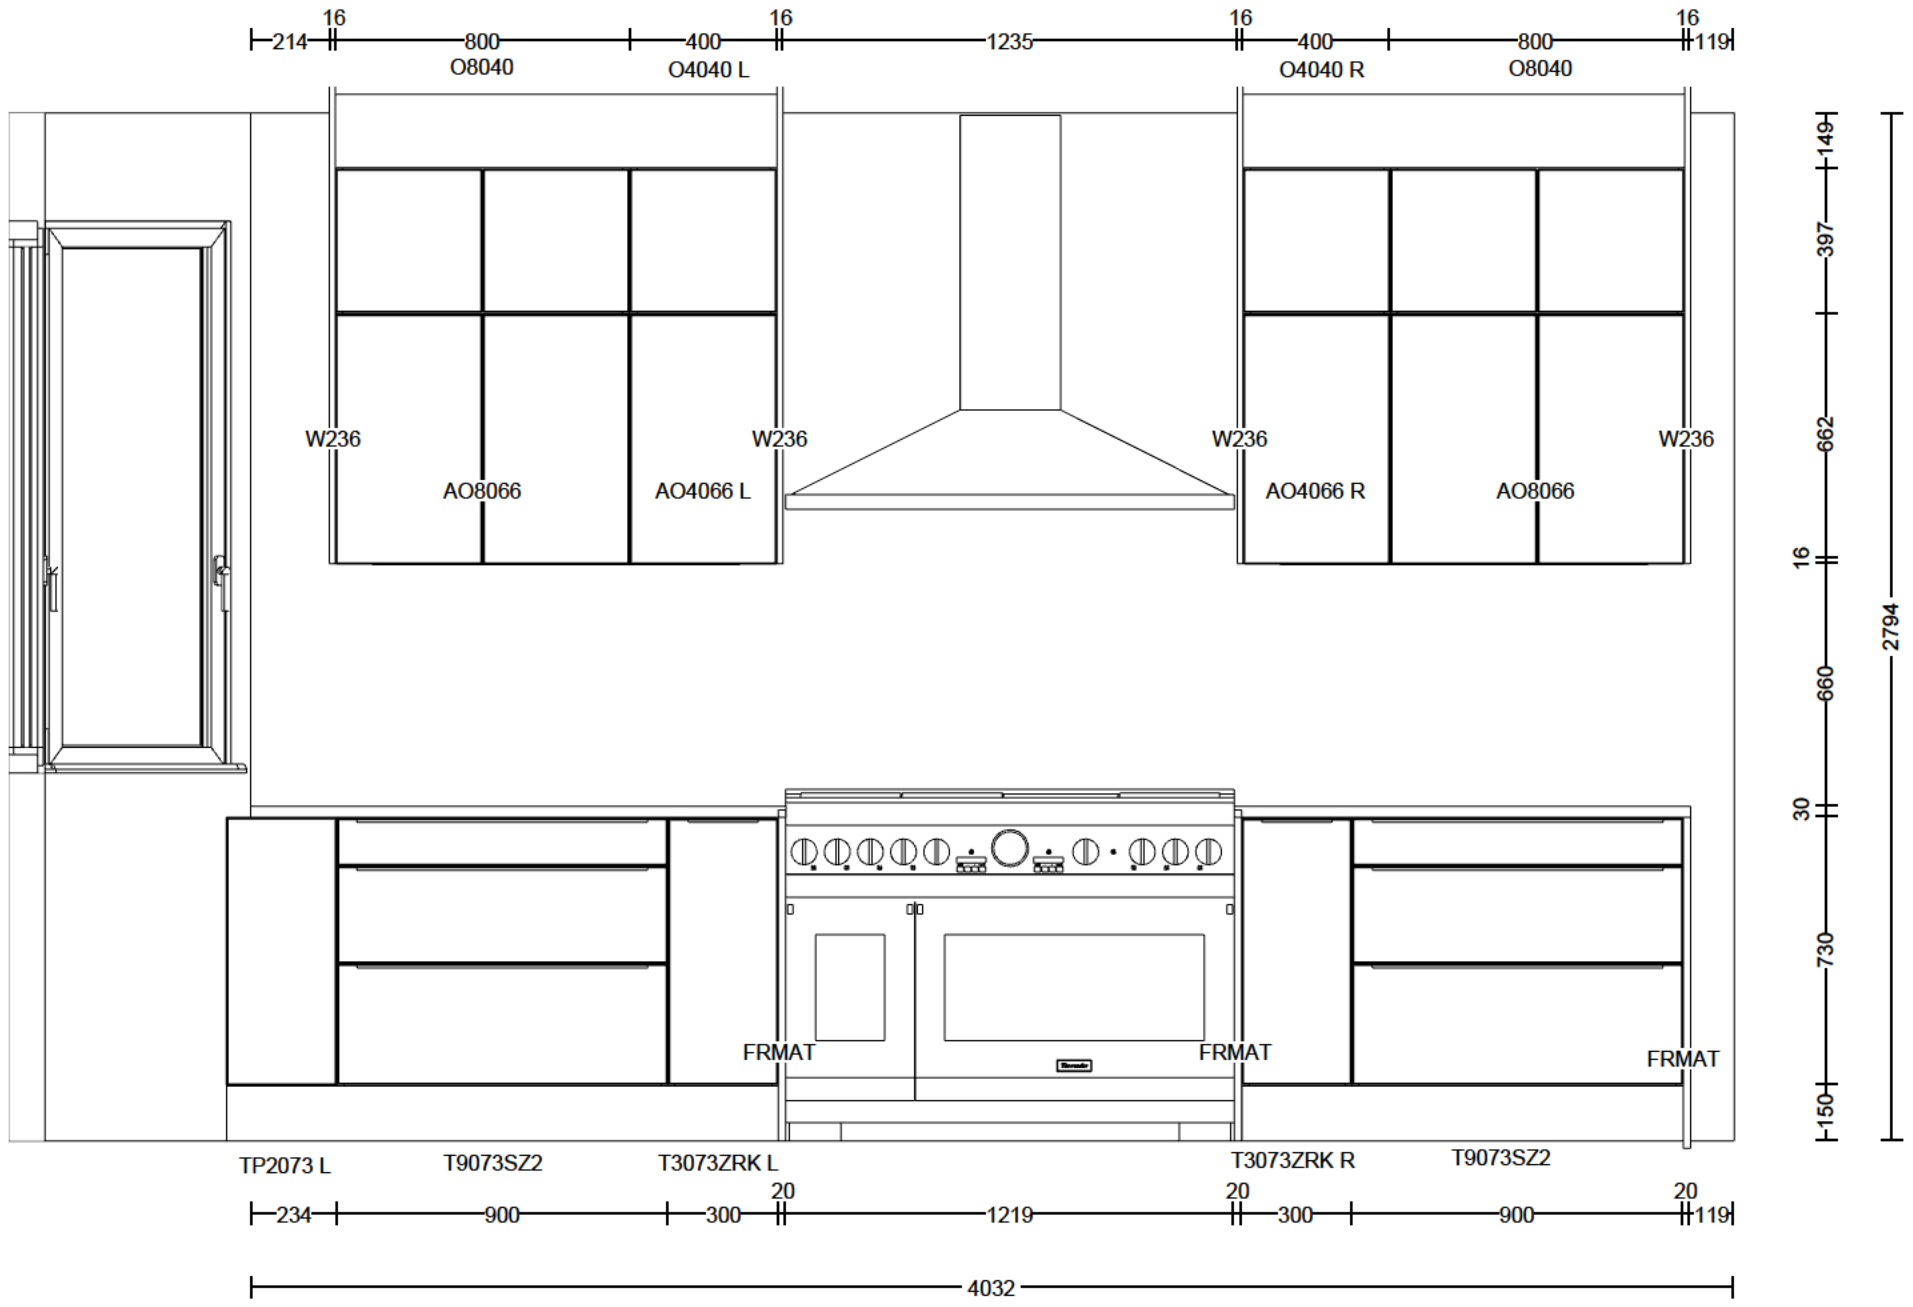 16 16 16 16
214 800 400 1235 400 800 119
O8040 O4040 L O4040 R O8040
149
397
W236 W236 W236 W236 662
AO8066 AO4066 L AO4066 R AO8066
16
2794
660
30
730
FRMAT FRMAT FRMAT
150
TP2073 L T9073SZ2 T3073ZRK L T3073ZRK R T9073SZ2
20 20 20
234 900 300 1219 300 900 119
4032